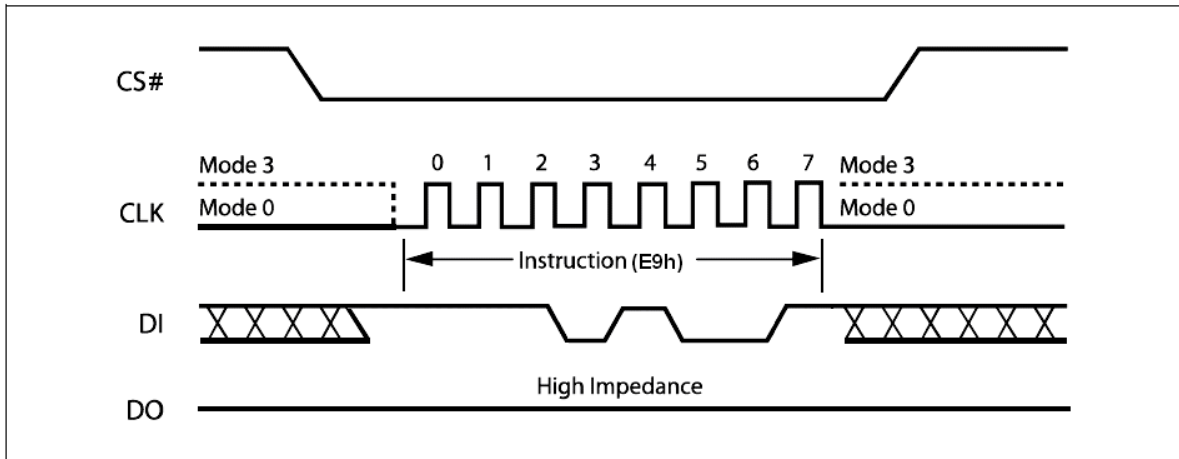 CS#
Mode 3 0 1 2 3 4 5 6 7 Mode 3
CLK Mode 0 Mode 0
Instruction (E9h)
DI
High Impedance
DO